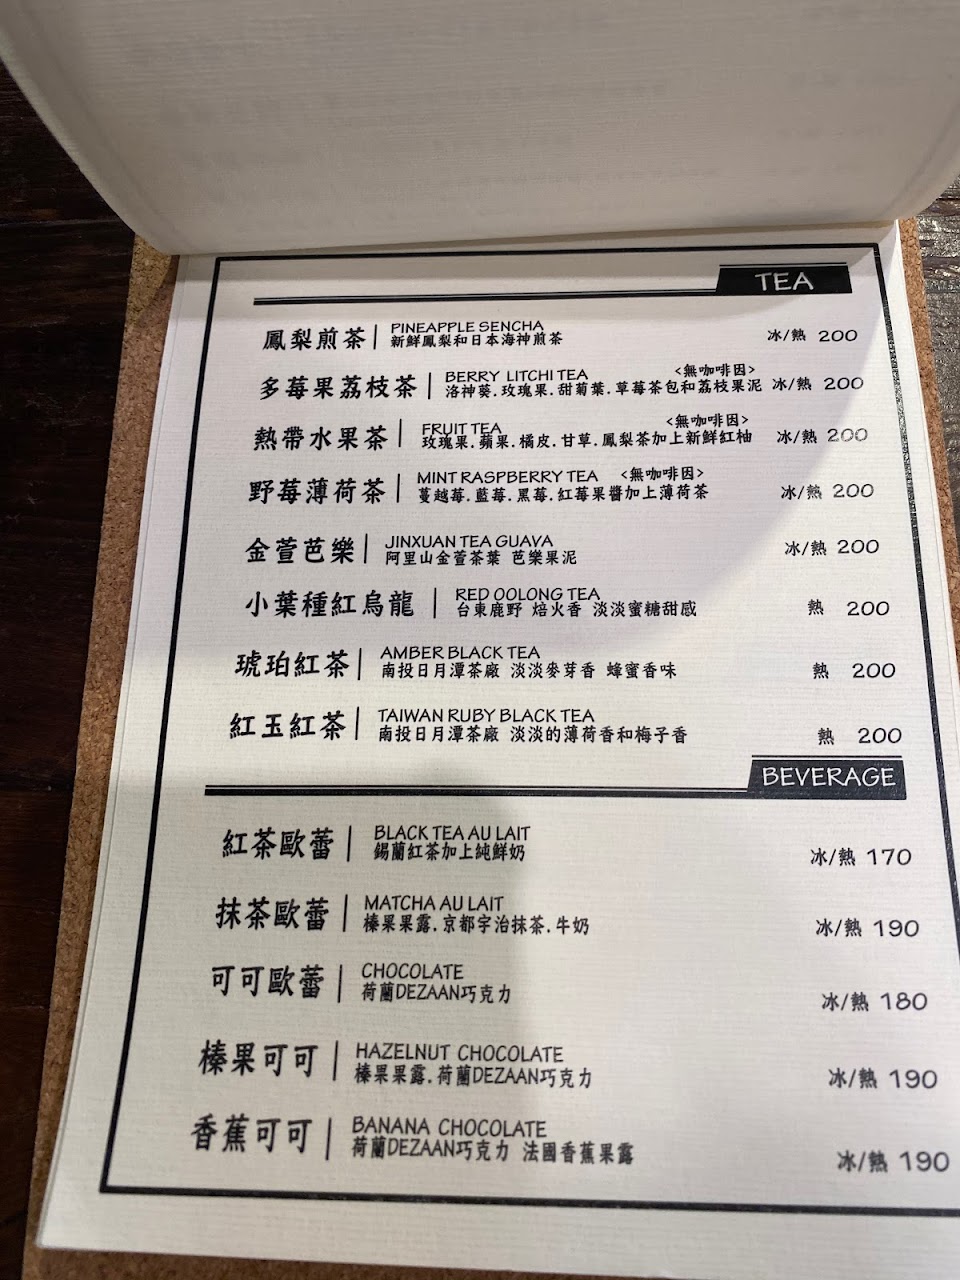 TEA
鳳梨煎茶 | PINEAPPLE SENCHA
新鮮鳳梨和日本海神煎茶 冰/熱 200
多莓果荔枝茶 | BERRY LITCHI TEA <無咖啡因>
洛神葵.玫瑰果.甜菊葉.草莓茶包和荔枝果泥 冰/熱 200
熱帶水果茶 | FRUIT TEA <無咖啡因>
玫瑰果.蘋果.橘皮.甘草.鳳梨茶加上新鮮紅柚 冰/熱 200
野莓薄荷茶 | MINT RASPBERRY TEA <無咖啡因>
蔓越莓.藍莓.黑莓.紅莓果醬加上薄荷茶 冰/熱 200
金萱芭樂 | JINXUAN TEA GUAVA
阿里山金萱茶葉 芭樂果泥 冰/熱 200
小葉種紅烏龍 | RED OOLONG TEA
台東鹿野 焙火香 淡淡蜜糖甜感 熱 200
琥珀紅茶 | AMBER BLACK TEA
南投日月潭茶廠 淡淡麥芽香 蜂蜜香味 熱 200
紅玉紅茶 | TAIWAN RUBY BLACK TEA
南投日月潭茶廠 淡淡的薄荷香和梅子香 熱 200
BEVERAGE
紅茶歐蕾 | BLACK TEA AU LAIT
錫蘭紅茶加上純鮮奶 冰/熱 170
抹茶歐蕾 | MATCHA AU LAIT
榛果果露.京都宇治抹茶.牛奶 冰/熱 190
可可歐蕾 | CHOCOLATE
荷蘭DEZAAN巧克力 冰/熱 180
榛果可可 | HAZELNUT CHOCOLATE
榛果果露.荷蘭DEZAAN巧克力 冰/熱 190
香蕉可可 | BANANA CHOCOLATE
荷蘭DEZAAN巧克力 法國香蕉果露 冰/熱 190